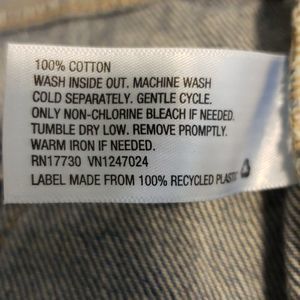 100% COTTON
WASH INSIDE OUT. MACHINE WASH
COLD SEPARATELY. GENTLE CYCLE.
ONLY NON-CHLORINE BLEACH IF NEEDED.
TUMBLE DRY LOW. REMOVE PROMPTLY.
WARM IRON IF NEEDED.
RN17730 VN1247024
LABEL MADE FROM 100% RECYCLED PLASTIC